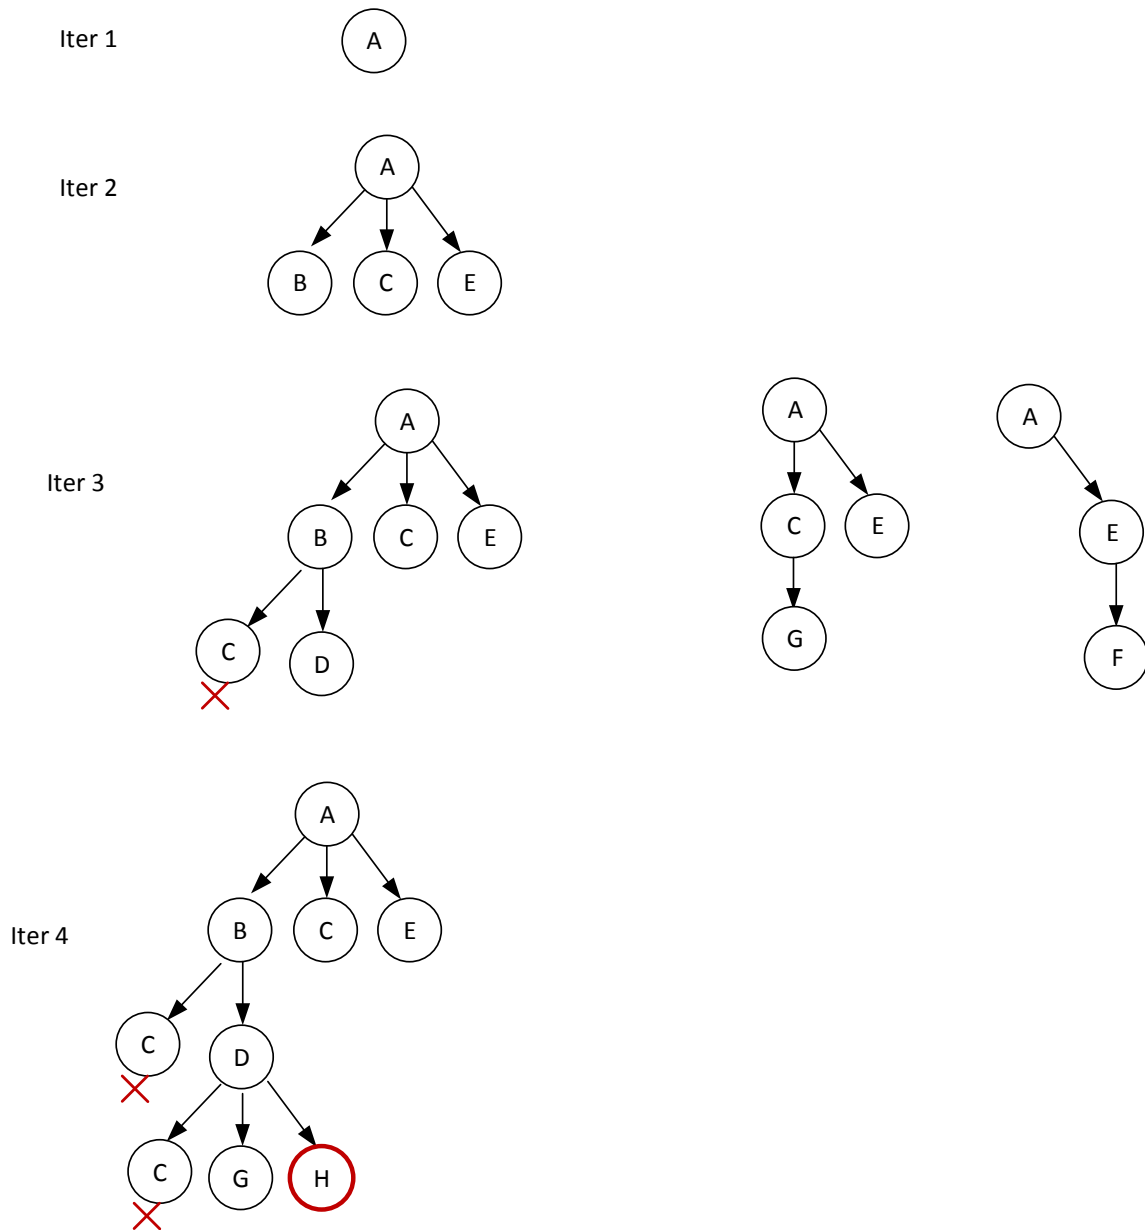 Iter 1
A
Iter 2
A
B C E
Iter 3
A A A
B C E C E E
C D G F
Iter 4
A
B C E
C D
C G H